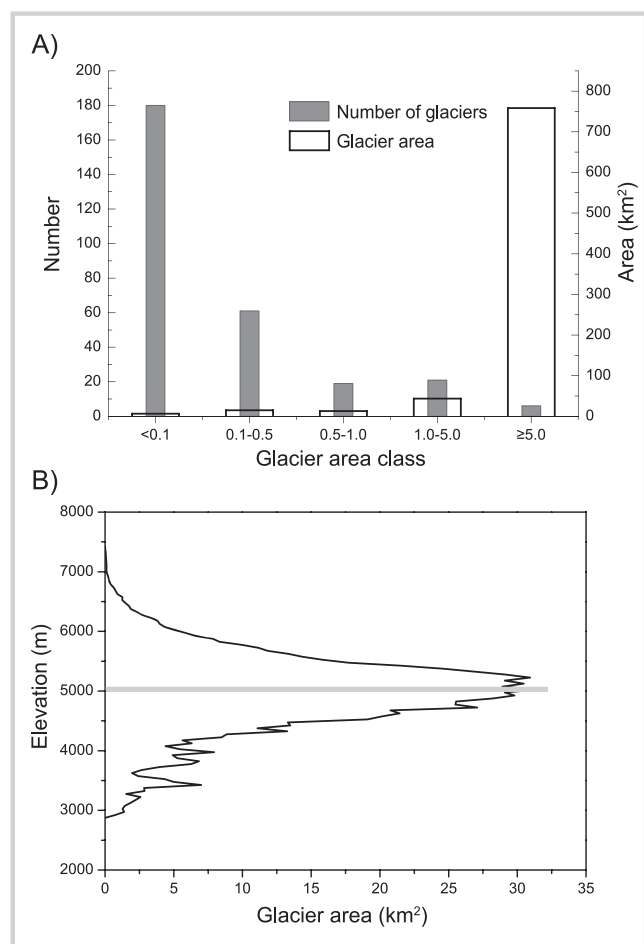 A)
200
180
160
140
120
100
80
60
40
20
0
Number
Number of glaciers
Glacier area
800
700
600
500
400
300
200
100
0
Area (km²)
<0.1 0.1-0.5 0.5-1.0 1.0-5.0 ≥5.0
Glacier area class
B)
8000
7000
6000
5000
4000
3000
2000
Elevation (m)
0 5 10 15 20 25 30 35
Glacier area (km²)